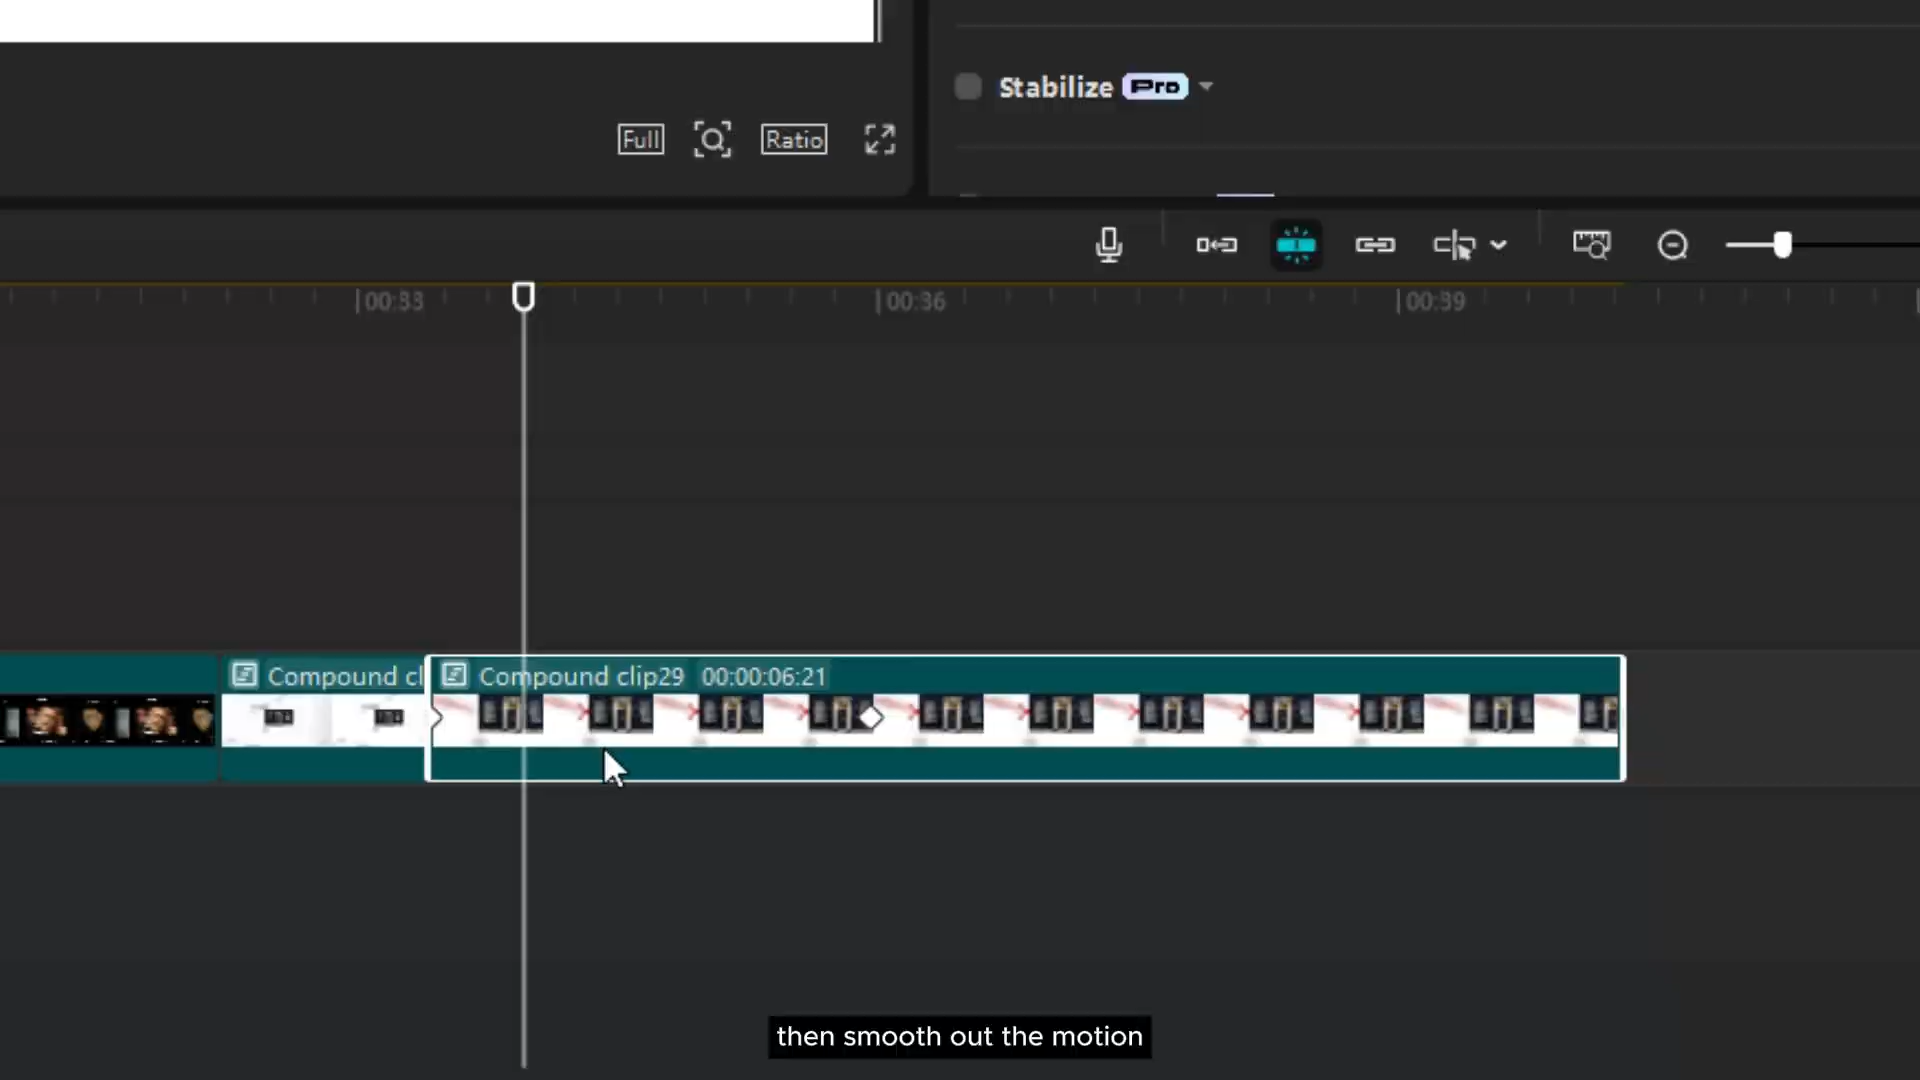 Stabilize Pro
Full Ratio
00:33 00:36 00:39
Compound cl Compound clip29 00:00:06:21
then smooth out the motion